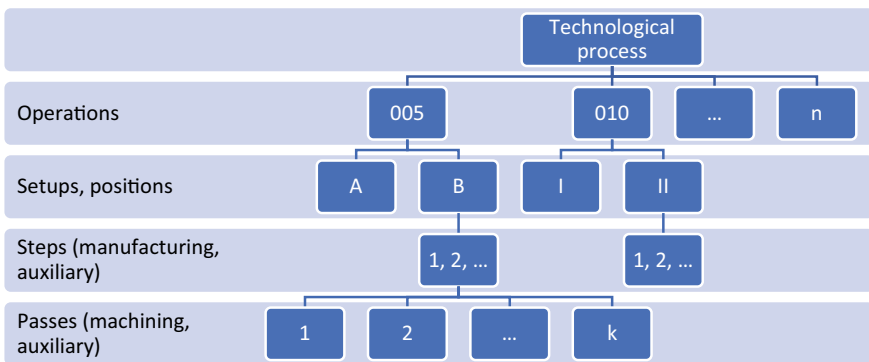 Technological
process
Operations
005
010
...
n
Setups, positions
A
B
I
II
Steps (manufacturing,
auxiliary)
1, 2, ...
1, 2, ...
Passes (machining,
auxiliary)
1
2
...
k